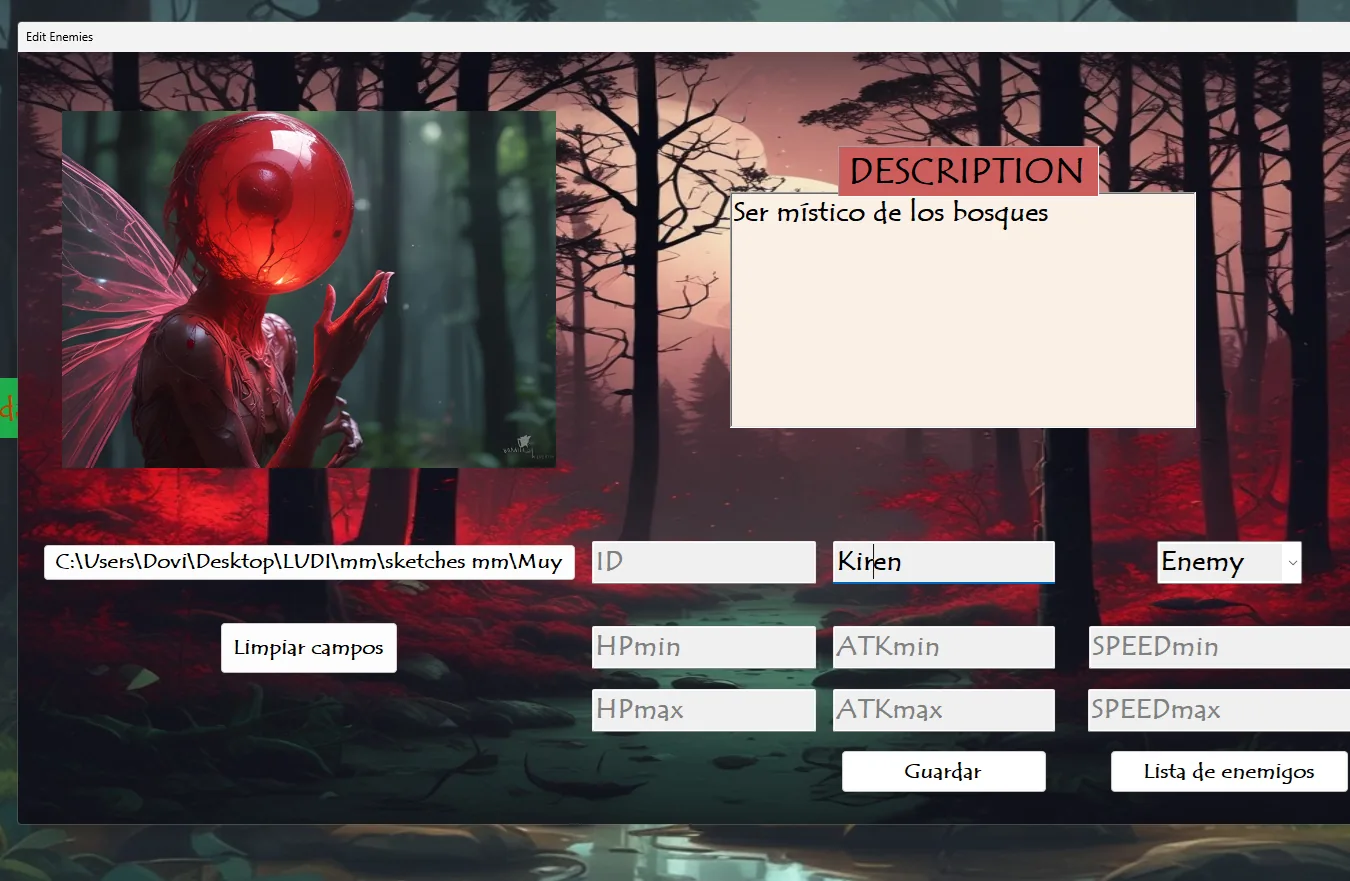 Edit Enemies
DESCRIPTION
Ser místico de los bosques
C:\Users\Dovi\Desktop\LUDI\mm\sketches mm\Muy
ID
Kiren
Enemy
Limpiar campos
HPmin
ATKmin
SPEEDmin
HPmax
ATKmax
SPEEDmax
Guardar
Lista de enemigos